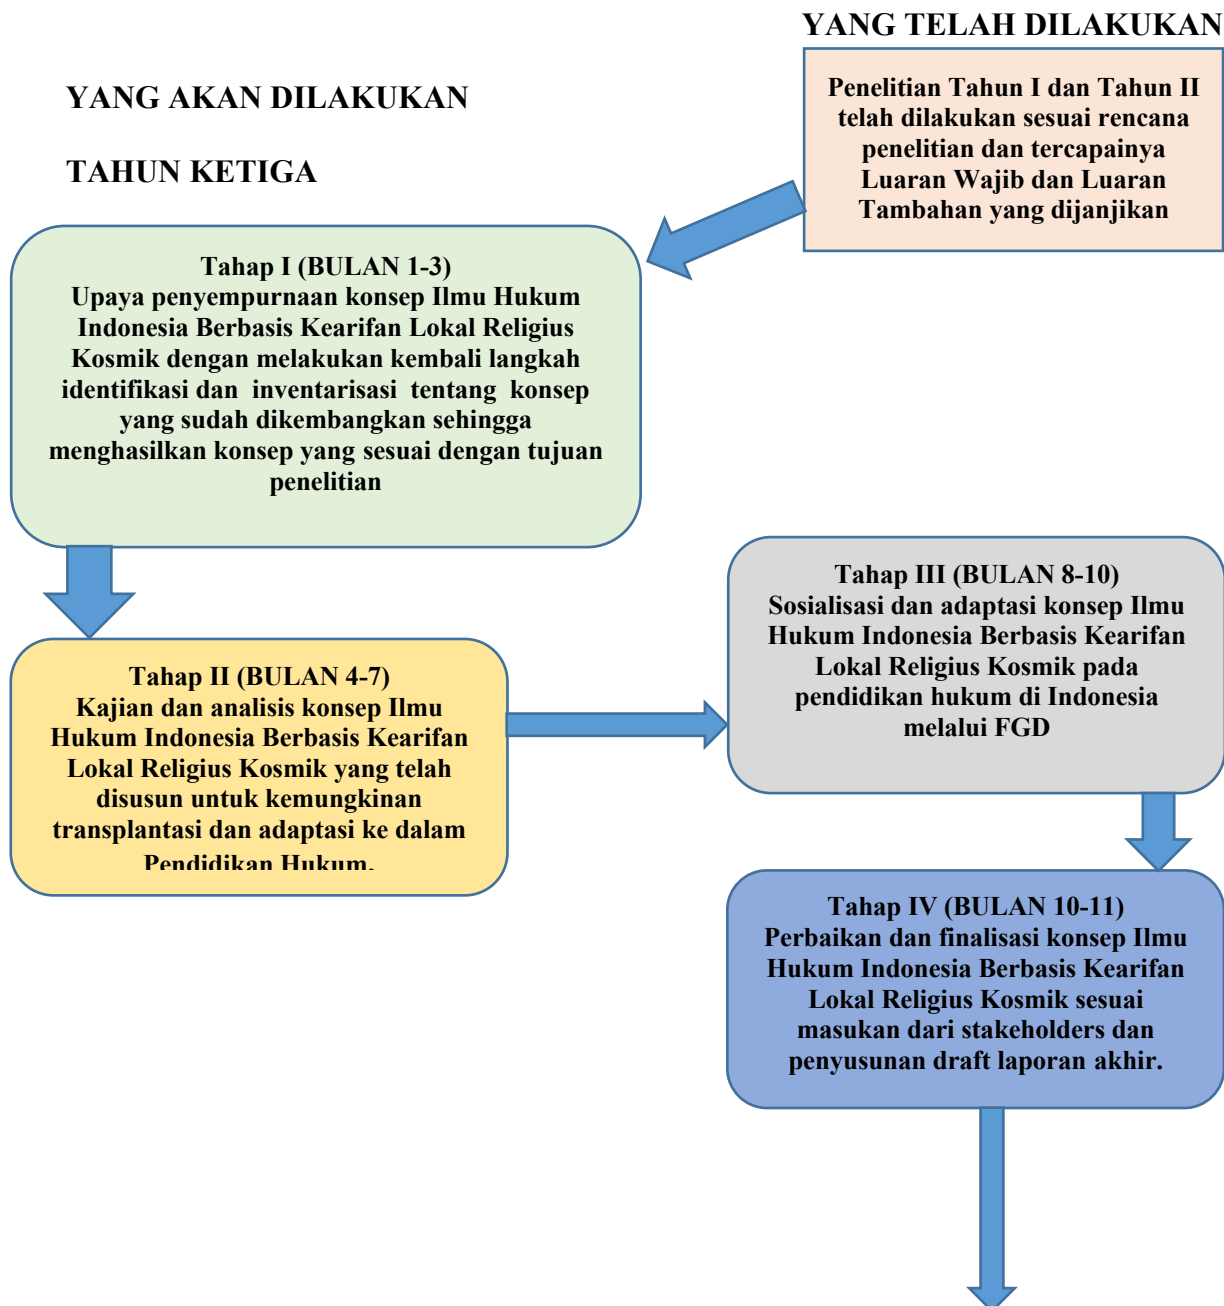 YANG TELAH DILAKUKAN
Penelitian Tahun I dan Tahun II
telah dilakukan sesuai rencana
penelitian dan tercapainya
Luaran Wajib dan Luaran
Tambahan yang dijanjikan
YANG AKAN DILAKUKAN
TAHUN KETIGA
Tahap I (BULAN 1-3)
Upaya penyempurnaan konsep Ilmu Hukum
Indonesia Berbasis Kearifan Lokal Religius
Kosmik dengan melakukan kembali langkah
identifikasi dan inventarisasi tentang konsep
yang sudah dikembangkan sehingga
menghasilkan konsep yang sesuai dengan tujuan
penelitian
Tahap II (BULAN 4-7)
Kajian dan analisis konsep Ilmu
Hukum Indonesia Berbasis Kearifan
Lokal Religius Kosmik yang telah
disusun untuk kemungkinan
transplantasi dan adaptasi ke dalam
Pendidikan Hukum.
Tahap III (BULAN 8-10)
Sosialisasi dan adaptasi konsep Ilmu
Hukum Indonesia Berbasis Kearifan
Lokal Religius Kosmik pada
pendidikan hukum di Indonesia
melalui FGD
Tahap IV (BULAN 10-11)
Perbaikan dan finalisasi konsep Ilmu
Hukum Indonesia Berbasis Kearifan
Lokal Religius Kosmik sesuai
masukan dari stakeholders dan
penyusunan draft laporan akhir.